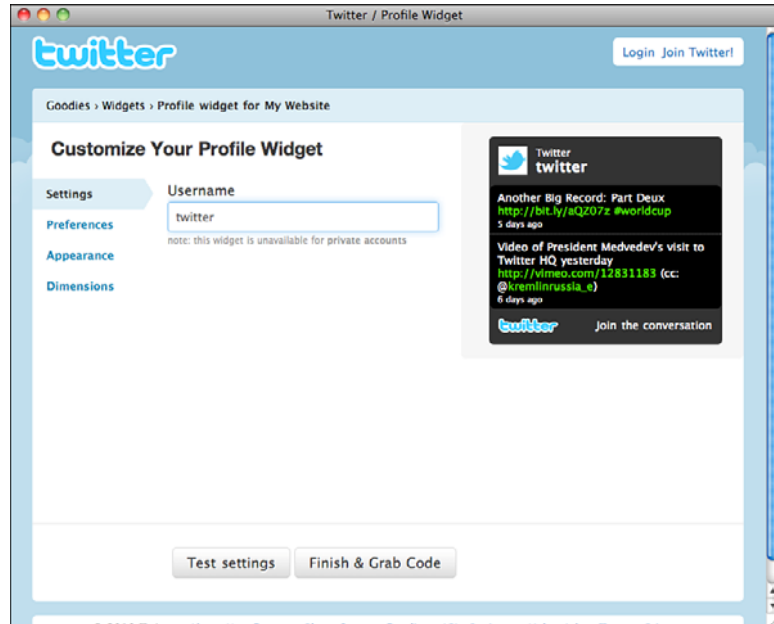 Twitter / Profile Widget
twitter
Login Join Twitter!
Goodies › Widgets › Profile widget for My Website
Customize Your Profile Widget
Settings
Preferences
Appearance
Dimensions
Username
twitter
note: this widget is unavailable for private accounts
Twitter
twitter
Another Big Record: Part Deux
http://bit.ly/aQZ07z #worldcup
5 days ago
Video of President Medvedev's visit to
Twitter HQ yesterday
http://vimeo.com/12831183 (cc:
@kremlinrussia_e)
6 days ago
twitter
Join the conversation
Test settings
Finish & Grab Code